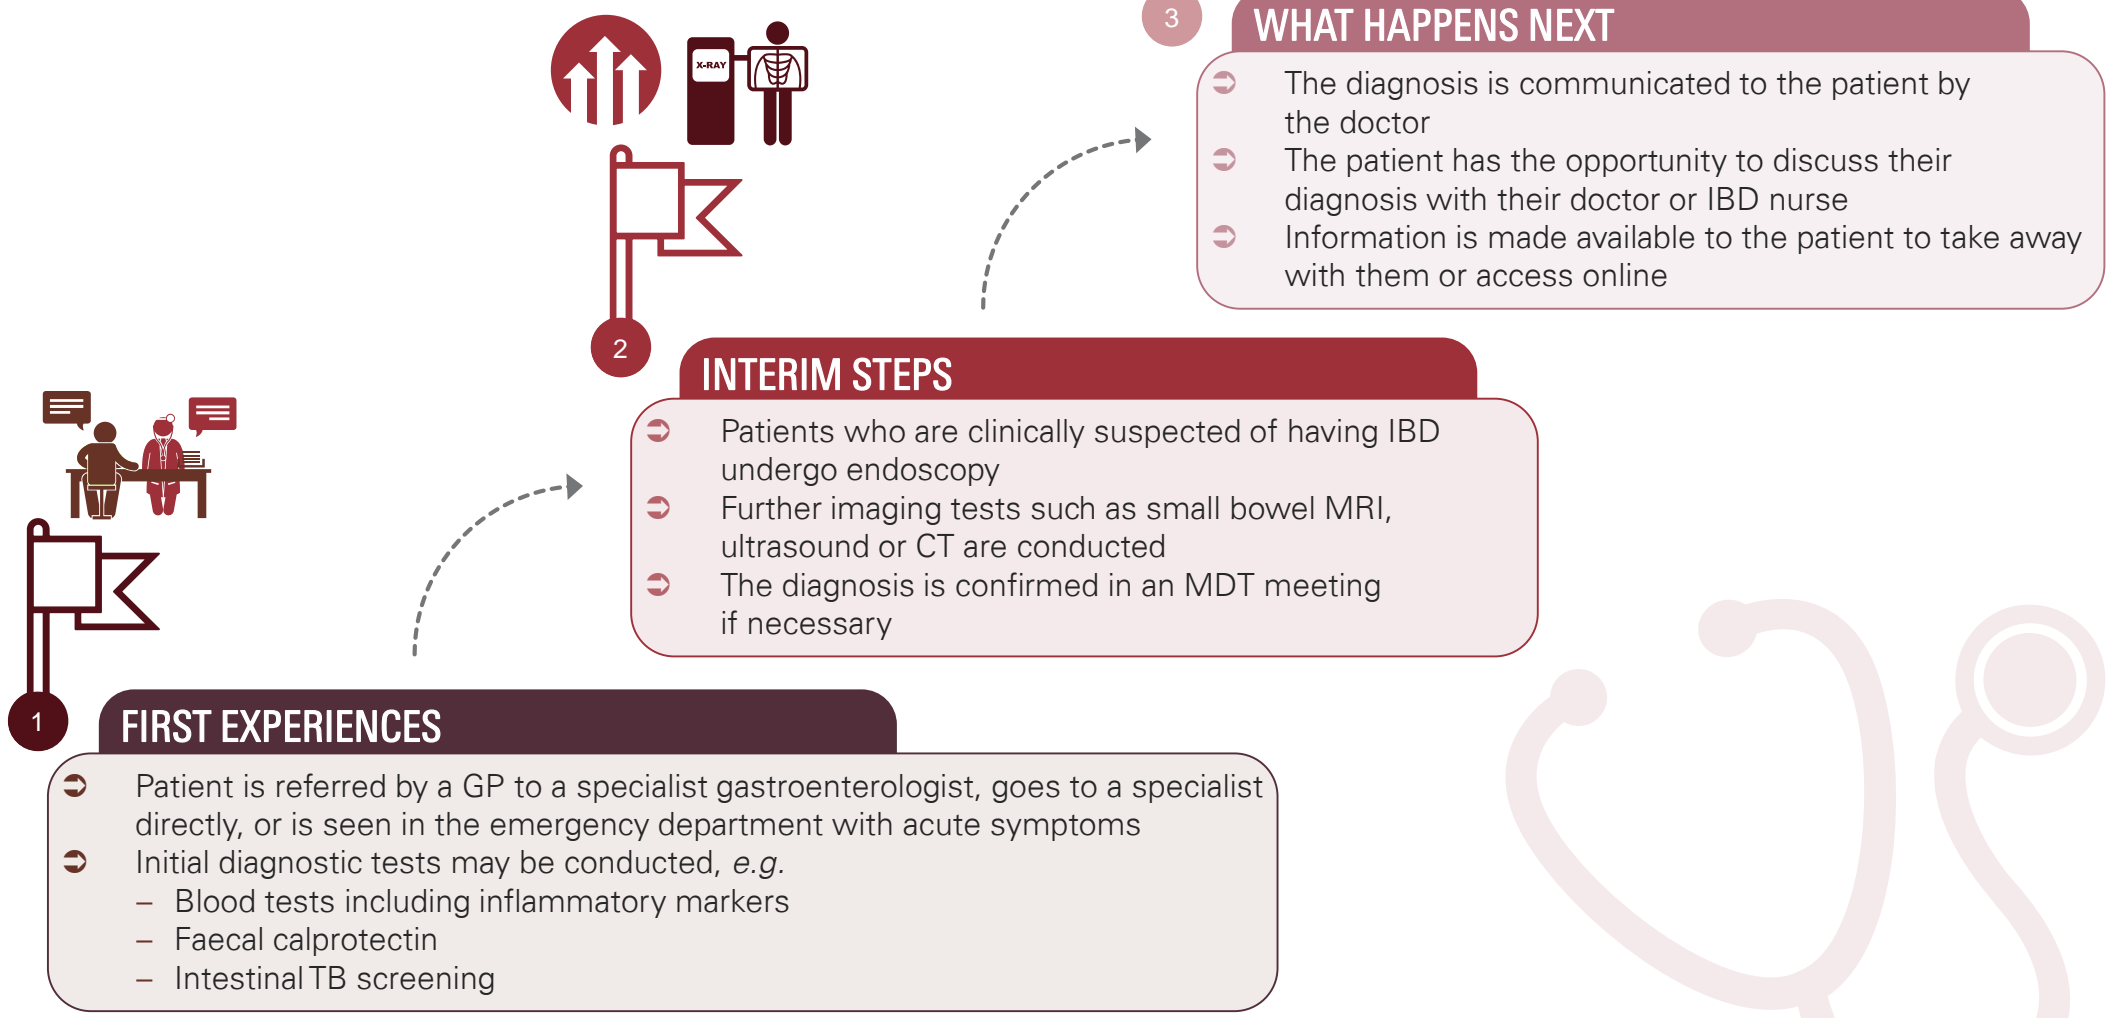 3
WHAT HAPPENS NEXT
The diagnosis is communicated to the patient by
the doctor
The patient has the opportunity to discuss their
diagnosis with their doctor or IBD nurse
Information is made available to the patient to take away
with them or access online
X-RAY
2
INTERIM STEPS
Patients who are clinically suspected of having IBD
undergo endoscopy
Further imaging tests such as small bowel MRI,
ultrasound or CT are conducted
The diagnosis is confirmed in an MDT meeting
if necessary
1
FIRST EXPERIENCES
Patient is referred by a GP to a specialist gastroenterologist, goes to a specialist
directly, or is seen in the emergency department with acute symptoms
Initial diagnostic tests may be conducted, e.g.
– Blood tests including inflammatory markers
– Faecal calprotectin
– Intestinal TB screening